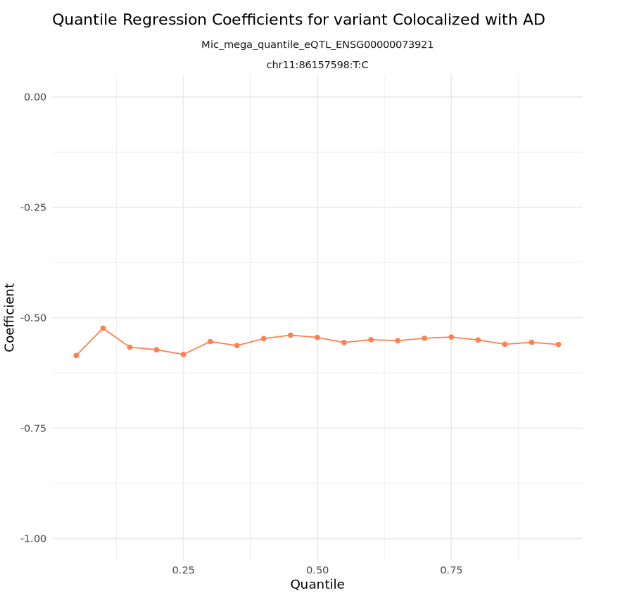 Quantile Regression Coefficients for variant Colocalized with AD
Mic_mega_quantile_eQTL_ENSG00000073921
chr11:86157598:T:C
0.00
-0.25
-0.50
-0.75
-1.00
Coefficient
0.25 0.50 0.75
Quantile